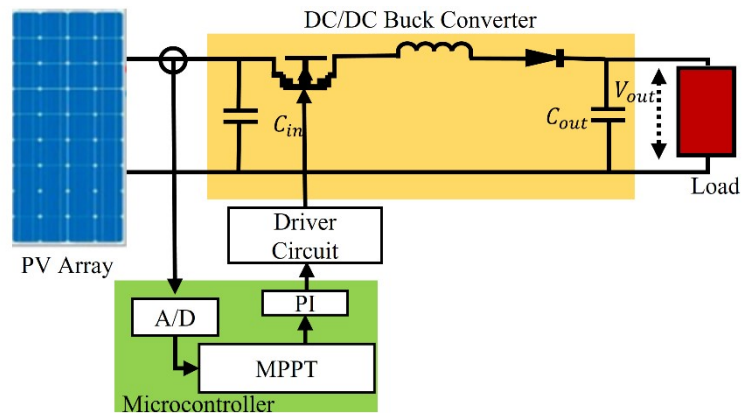 DC/DC Buck Converter
C_in
C_out
V_out
Load
PV Array
Driver
Circuit
PI
A/D
MPPT
Microcontroller